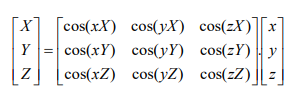 [X] [cos(xX) cos(yX) cos(zX)] [x]
[Y] = [cos(xY) cos(yY) cos(zY)] . [y]
[Z] [cos(xZ) cos(yZ) cos(zZ)] [z]